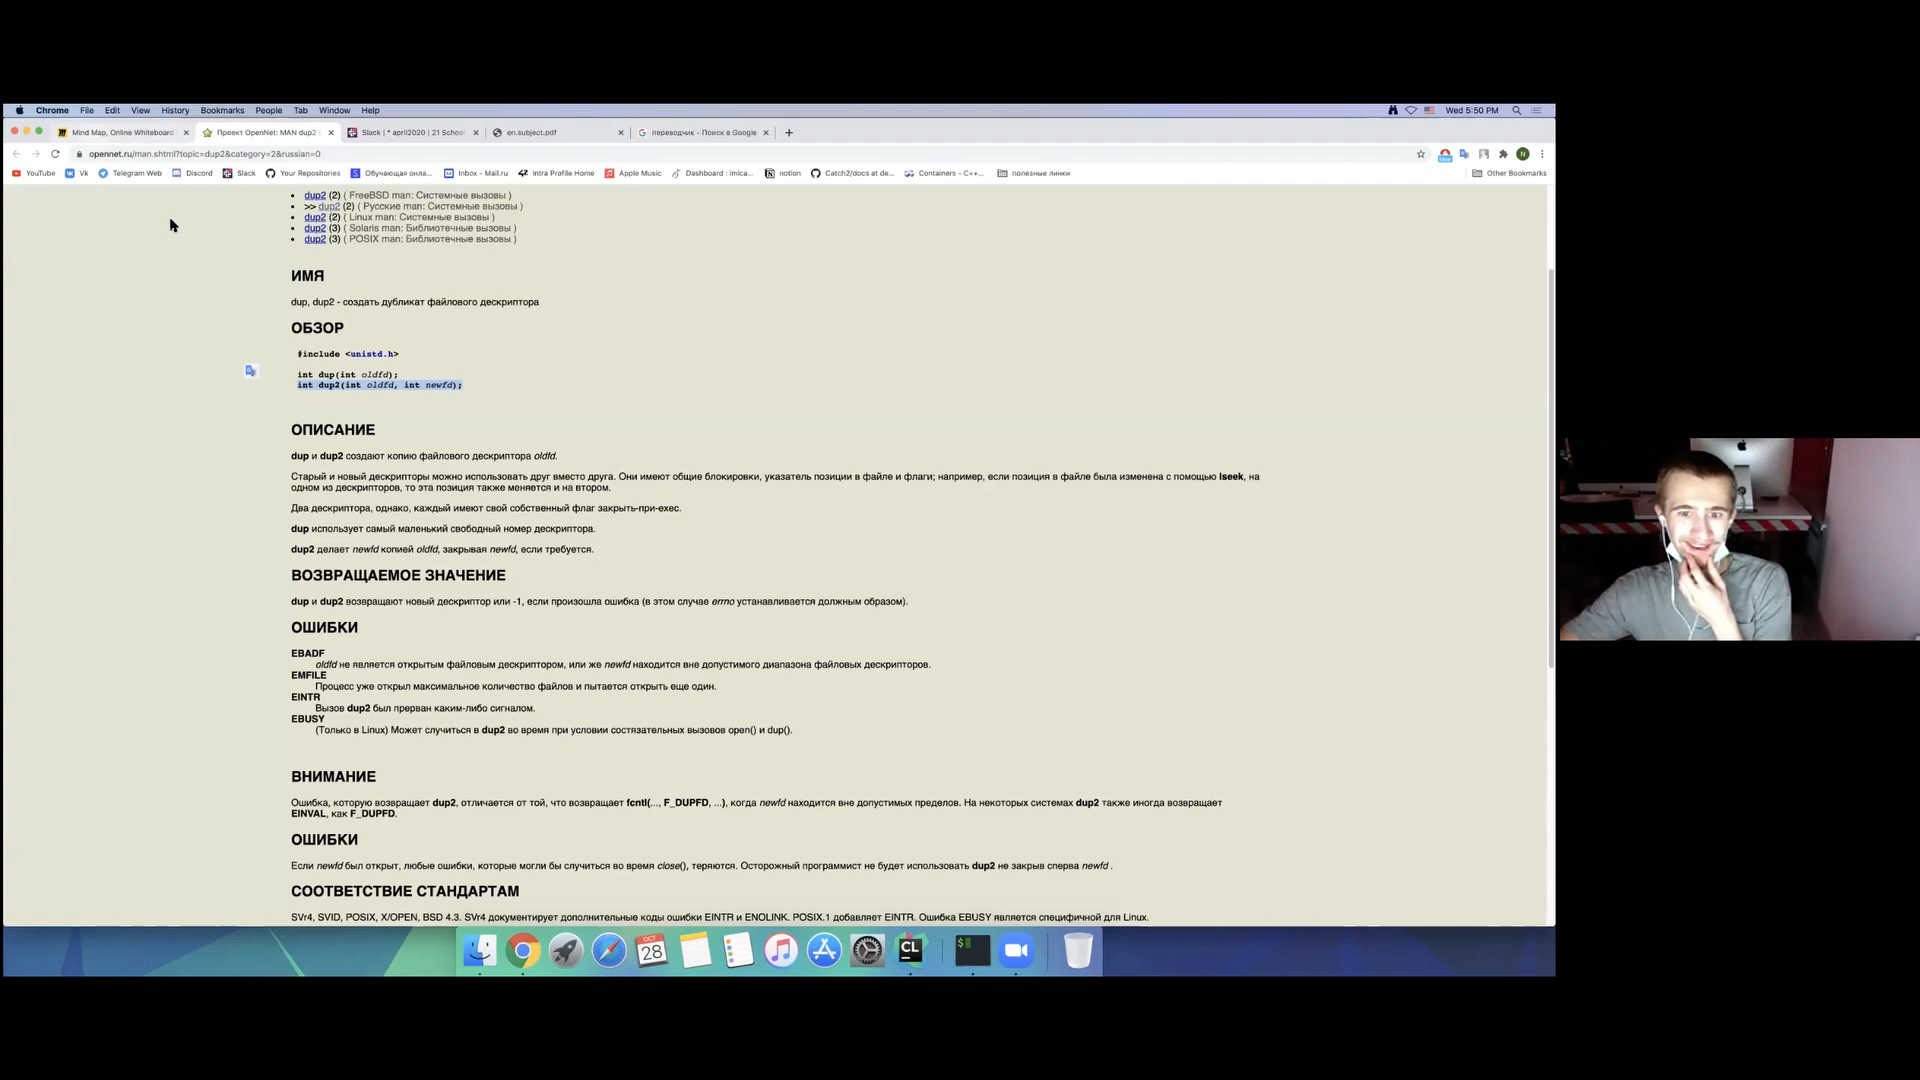 Chrome File Edit View History Bookmarks People Tab Window Help
Wed 5:50 PM
Mind Map, Online Whiteboard
Проект OpenNet: MAN dup2
Slack | * april2020 | 21 Schoo
en.subject.pdf
переводчик - Поиск в Google
opennet.ru/man.shtml?topic=dup2&category=2&russian=0
New
N
YouTube Vk Telegram Web Discord Slack Your Repositories Обучающая онла... Inbox - Mail.ru Intra Profile Home Apple Music Dashboard : imica... notion Catch2/docs at de... Containers - C++... полезные линки Other Bookmarks
• dup2 (2) ( FreeBSD man: Системные вызовы )
• >> dup2 (2) ( Русские man: Системные вызовы )
• dup2 (2) ( Linux man: Системные вызовы )
• dup2 (3) ( Solaris man: Библиотечные вызовы )
• dup2 (3) ( POSIX man: Библиотечные вызовы )
ИМЯ
dup, dup2 - создать дубликат файлового дескриптора
ОБЗОР
#include <unistd.h>
int dup(int oldfd);
int dup2(int oldfd, int newfd);
ОПИСАНИЕ
dup и dup2 создают копию файлового дескриптора oldfd.
Старый и новый дескрипторы можно использовать друг вместо друга. Они имеют общие блокировки, указатель позиции в файле и флаги; например, если позиция в файле была изменена с помощью lseek, на
одном из дескрипторов, то эта позиция также меняется и на втором.
Два дескриптора, однако, каждый имеют свой собственный флаг закрыть-при-exec.
dup использует самый маленький свободный номер дескриптора.
dup2 делает newfd копией oldfd, закрывая newfd, если требуется.
ВОЗВРАЩАЕМОЕ ЗНАЧЕНИЕ
dup и dup2 возвращают новый дескриптор или -1, если произошла ошибка (в этом случае errno устанавливается должным образом).
ОШИБКИ
EBADF
oldfd не является открытым файловым дескриптором, или же newfd находится вне допустимого диапазона файловых дескрипторов.
EMFILE
Процесс уже открыл максимальное количество файлов и пытается открыть еще один.
EINTR
Вызов dup2 был прерван каким-либо сигналом.
EBUSY
(Только в Linux) Может случиться в dup2 во время при условии состязательных вызовов open() и dup().
ВНИМАНИЕ
Ошибка, которую возвращает dup2, отличается от той, что возвращает fcntl(..., F_DUPFD, ...), когда newfd находится вне допустимых пределов. На некоторых системах dup2 также иногда возвращает
EINVAL, как F_DUPFD.
ОШИБКИ
Если newfd был открыт, любые ошибки, которые могли бы случиться во время close(), теряются. Осторожный программист не будет использовать dup2 не закрыв сперва newfd .
СООТВЕТСТВИЕ СТАНДАРТАМ
SVr4, SVID, POSIX, X/OPEN, BSD 4.3. SVr4 документирует дополнительные коды ошибки EINTR и ENOLINK. POSIX.1 добавляет EINTR. Ошибка EBUSY является специфичной для Linux.
OCT
28
CL
$